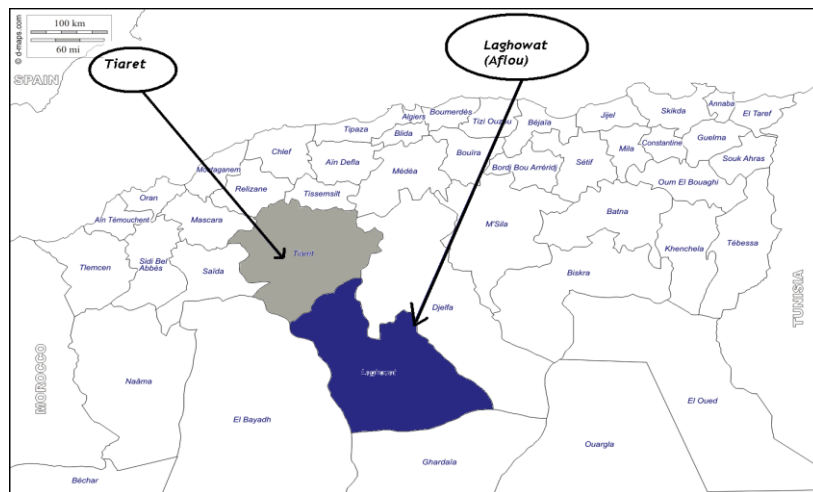 100 km
60 mi
© d-maps.com
SPAIN
Tiaret
Laghowat
(Aflou)
Algiers
Boumerdès
Tizi Ouzou
Béjaïa
Jijel
Skikda
Annaba
El Taref
Tipaza
Blida
Bouira
Bordj Bou Arréridj
Sétif
Mila
Constantine
Guelma
Souk Ahras
Chlef
Aïn Defla
Médéa
Oum El Bouaghi
Mostaganem
Relizane
Tissemsilt
Oran
Mascara
M'Sila
Batna
Aïn Témouchent
Tlemcen
Sidi Bel
Abbès
Saïda
Tiaret
Khenchela
Tébessa
Biskra
Djelfa
TUNISIA
MOROCCO
Naâma
Laghouat
El Bayadh
El Oued
Ouargla
Ghardaïa
Béchar